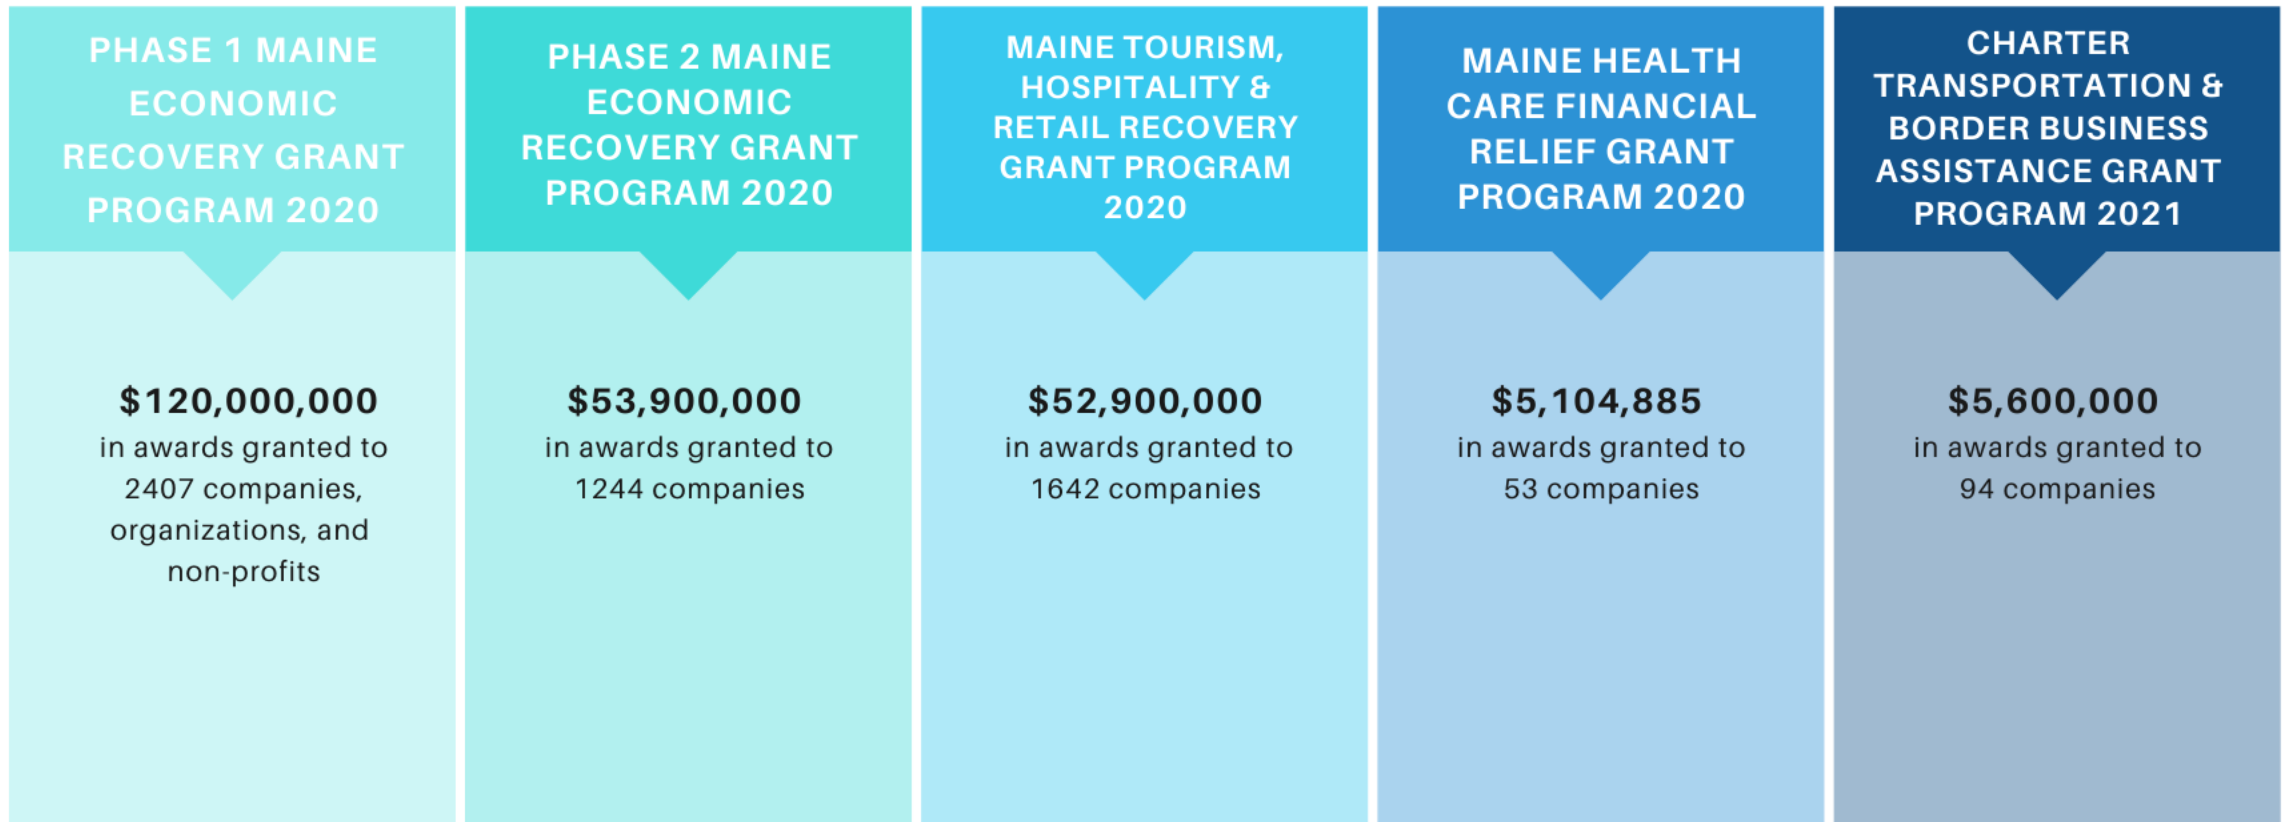 PHASE 1 MAINE
ECONOMIC
RECOVERY GRANT
PROGRAM 2020
$120,000,000
in awards granted to
2407 companies,
organizations, and
non-profits
PHASE 2 MAINE
ECONOMIC
RECOVERY GRANT
PROGRAM 2020
$53,900,000
in awards granted to
1244 companies
MAINE TOURISM,
HOSPITALITY &
RETAIL RECOVERY
GRANT PROGRAM
2020
$52,900,000
in awards granted to
1642 companies
MAINE HEALTH
CARE FINANCIAL
RELIEF GRANT
PROGRAM 2020
$5,104,885
in awards granted to
53 companies
CHARTER
TRANSPORTATION &
BORDER BUSINESS
ASSISTANCE GRANT
PROGRAM 2021
$5,600,000
in awards granted to
94 companies